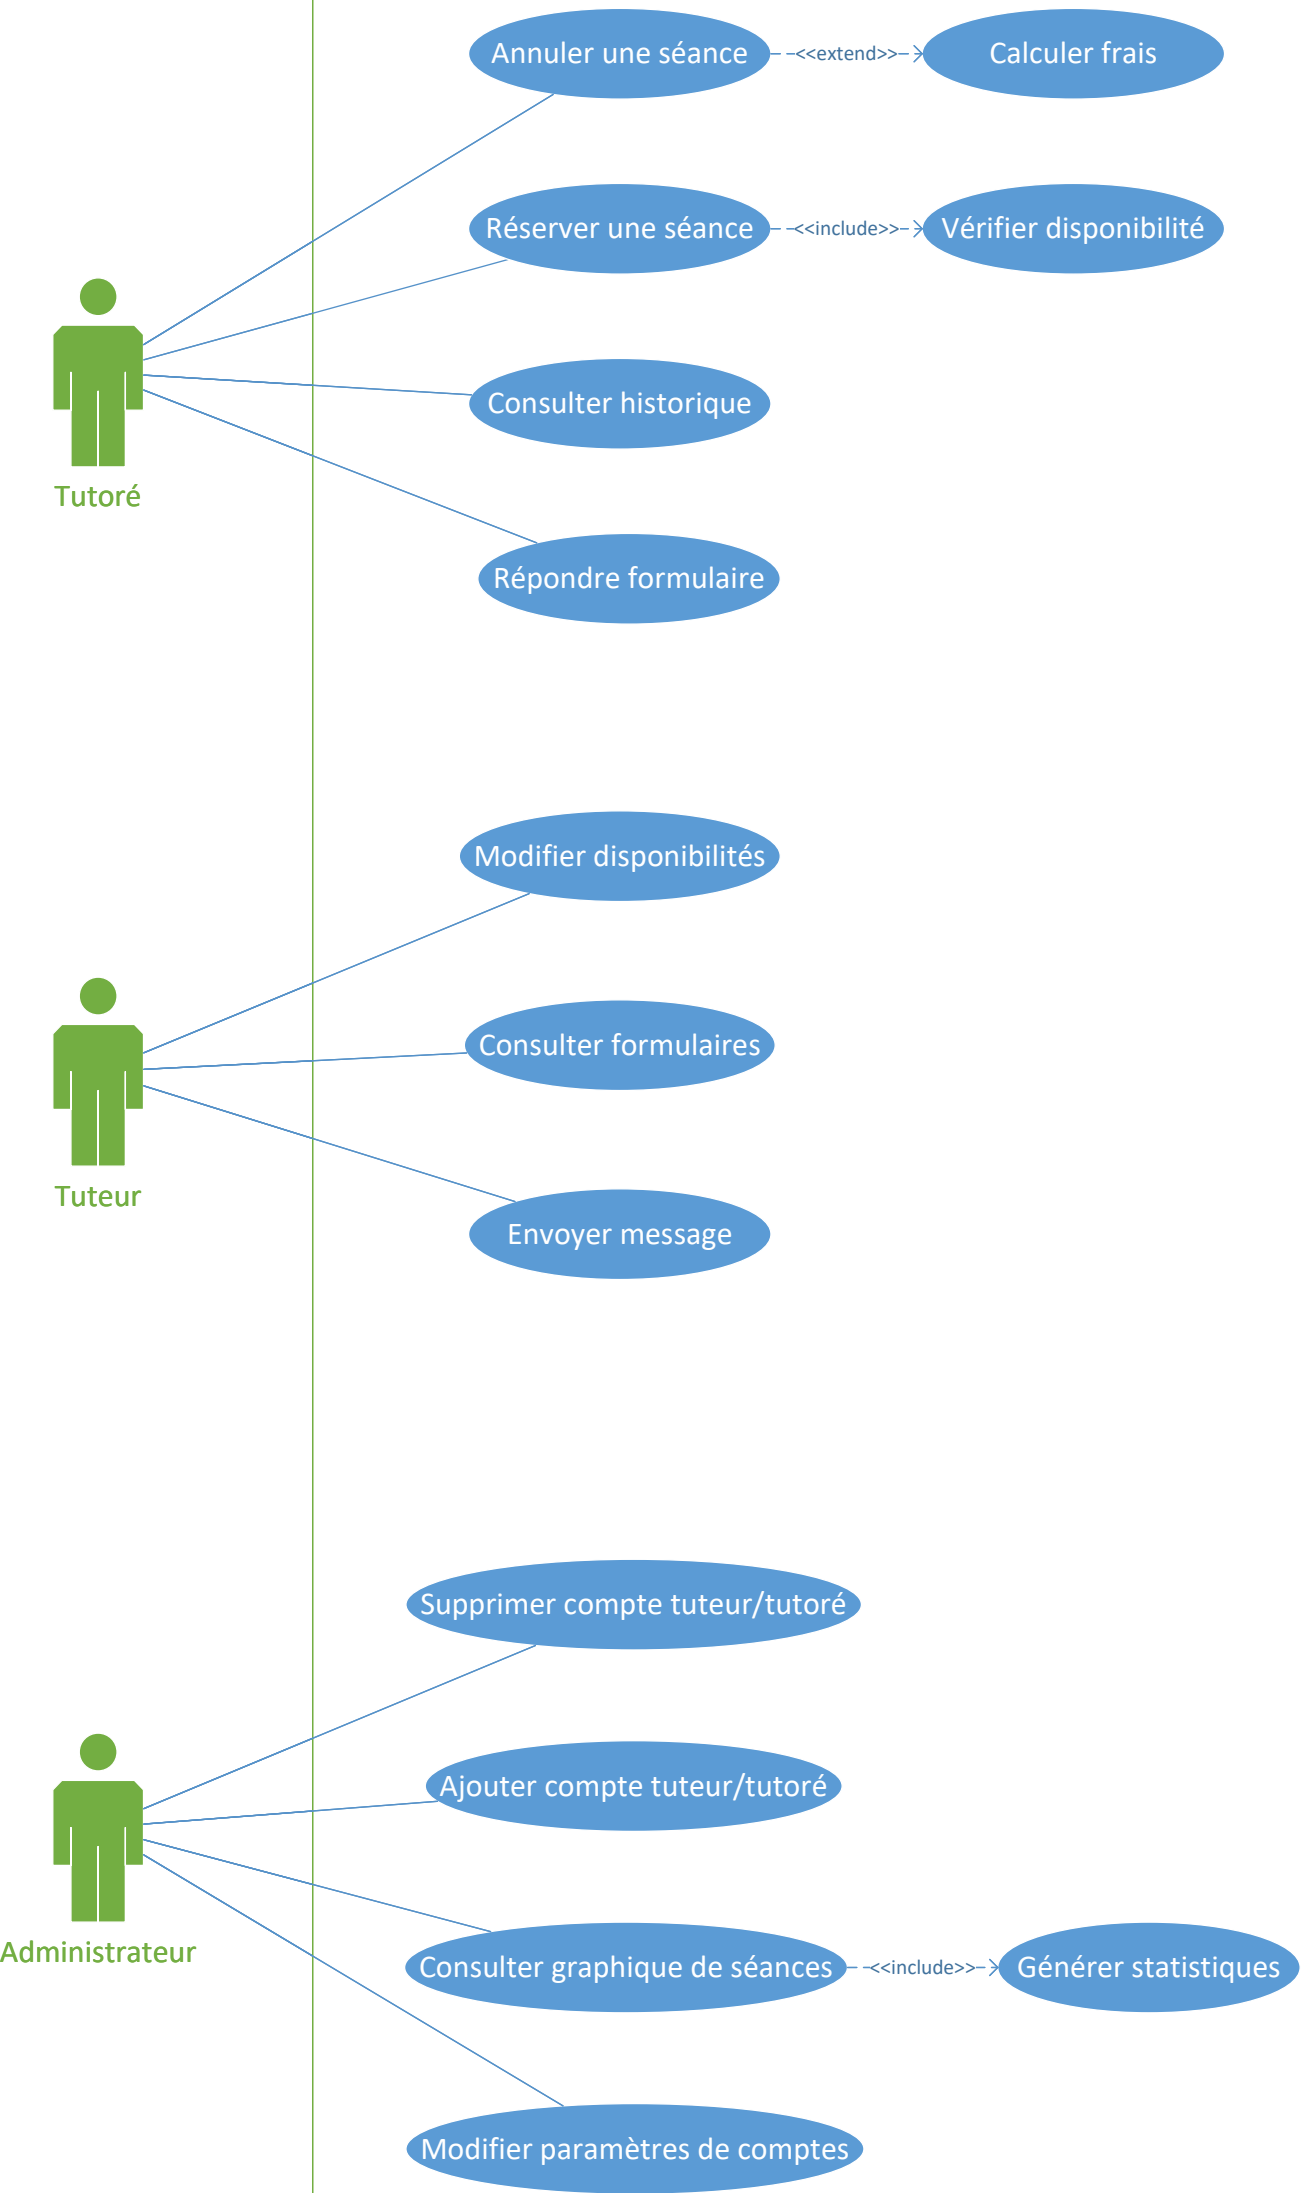 Annuler une séance
<<extend>>
Calculer frais
Réserver une séance
<<include>>
Vérifier disponibilité
Consulter historique
Tutoré
Répondre formulaire
Modifier disponibilités
Consulter formulaires
Tuteur
Envoyer message
Supprimer compte tuteur/tutoré
Ajouter compte tuteur/tutoré
Administrateur
Consulter graphique de séances
<<include>>
Générer statistiques
Modifier paramètres de comptes